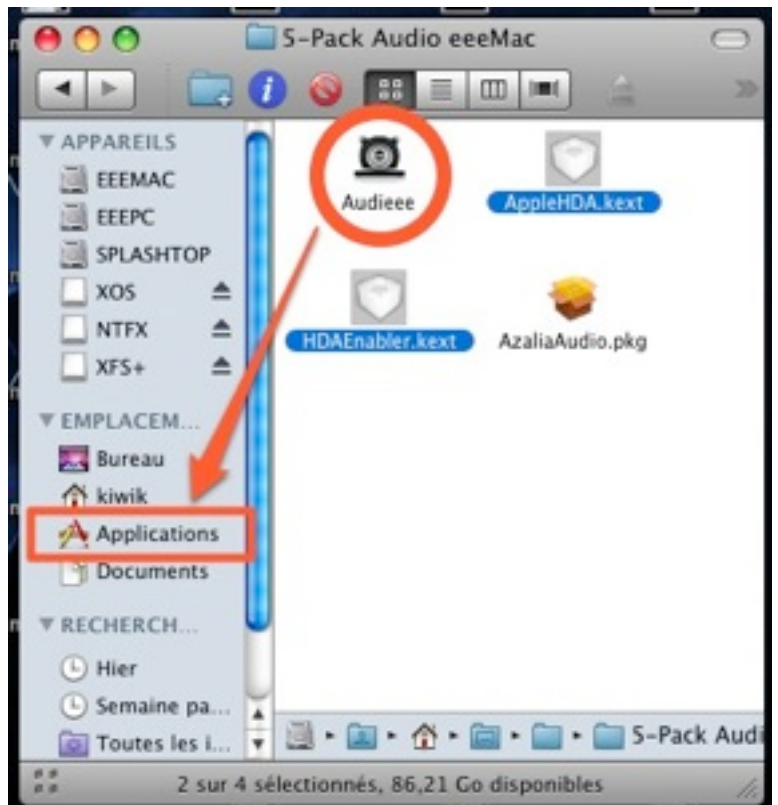 5-Pack Audio eeeMac
APPAREILS
EEEMAC
EEEPC
SPLASHTOP
XOS
NTFX
XFS+
EMPLACEM...
Bureau
kiwik
Applications
Documents
RECHERCH...
Hier
Semaine pa...
Toutes les i...
Audieee
AppleHDA.kext
HDAEnabler.kext
AzaliaAudio.pkg
5-Pack Audi
2 sur 4 sélectionnés, 86,21 Go disponibles